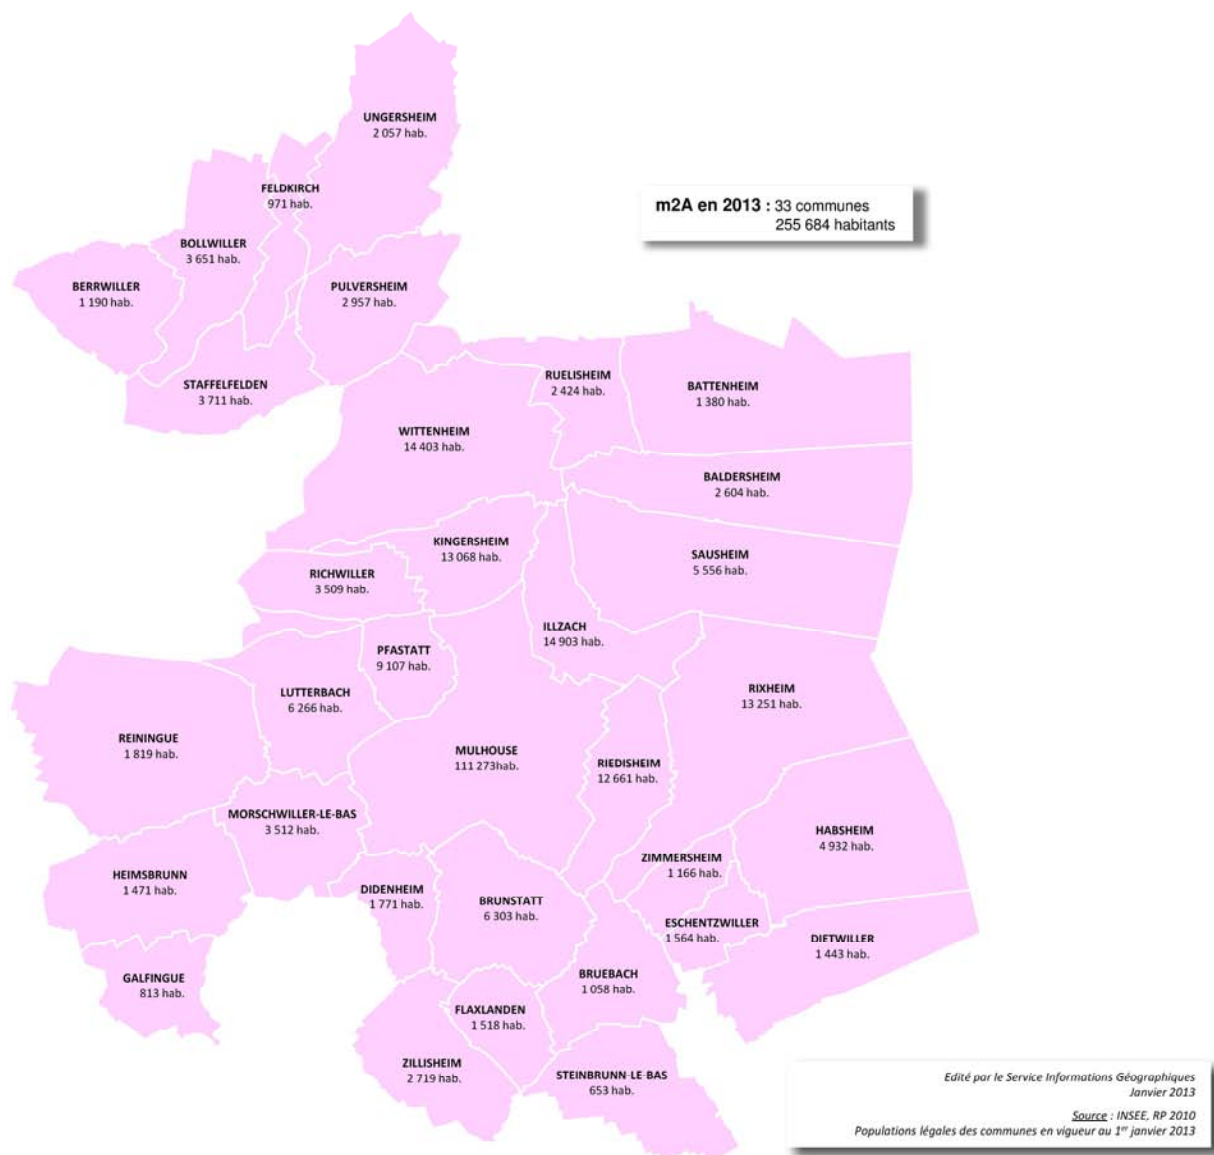 UNGERSHEIM
2 057 hab.
FELDKIRCH
971 hab.
m2A en 2013 : 33 communes
255 684 habitants
BOLLWILLER
3 651 hab.
BERRWILLER
1 190 hab.
PULVERSHEIM
2 957 hab.
STAFFELFELDEN
3 711 hab.
RUELISHEIM
2 424 hab.
BATTENHEIM
1 380 hab.
WITTENHEIM
14 403 hab.
BALDERSHEIM
2 604 hab.
KINGERSHEIM
13 068 hab.
SAUSHEIM
5 556 hab.
RICHWILLER
3 509 hab.
ILLZACH
14 903 hab.
PFASTATT
9 107 hab.
LUTTERBACH
6 266 hab.
RIXHEIM
13 251 hab.
REININGUE
1 819 hab.
MULHOUSE
111 273hab.
RIEDISHEIM
12 661 hab.
MORSCHWILLER-LE-BAS
3 512 hab.
HABSHEIM
4 932 hab.
ZIMMERSHEIM
1 166 hab.
HEIMSBRUNN
1 471 hab.
DIDENHEIM
1 771 hab.
BRUNSTATT
6 303 hab.
ESCHENTZWILLER
1 564 hab.
DIETWILLER
1 443 hab.
GALFINGUE
813 hab.
BRUEBACH
1 058 hab.
FLAXLANDEN
1 518 hab.
ZILLISHEIM
2 719 hab.
STEINBRUNN-LE-BAS
653 hab.
Edité par le Service Informations Géographiques
Janvier 2013
Source : INSEE, RP 2010
Populations légales des communes en vigueur au 1er janvier 2013